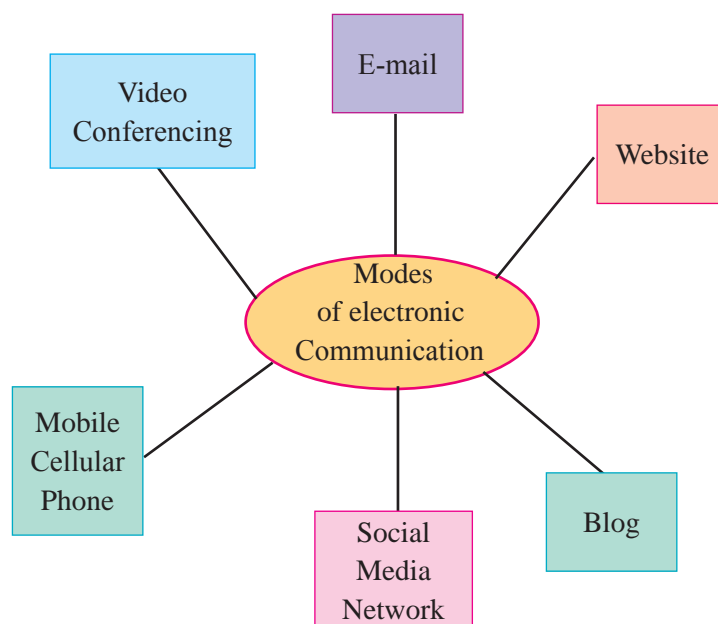 E-mail
Video
Conferencing
Website
Modes
of electronic
Communication
Mobile
Cellular
Phone
Social
Media
Network
Blog